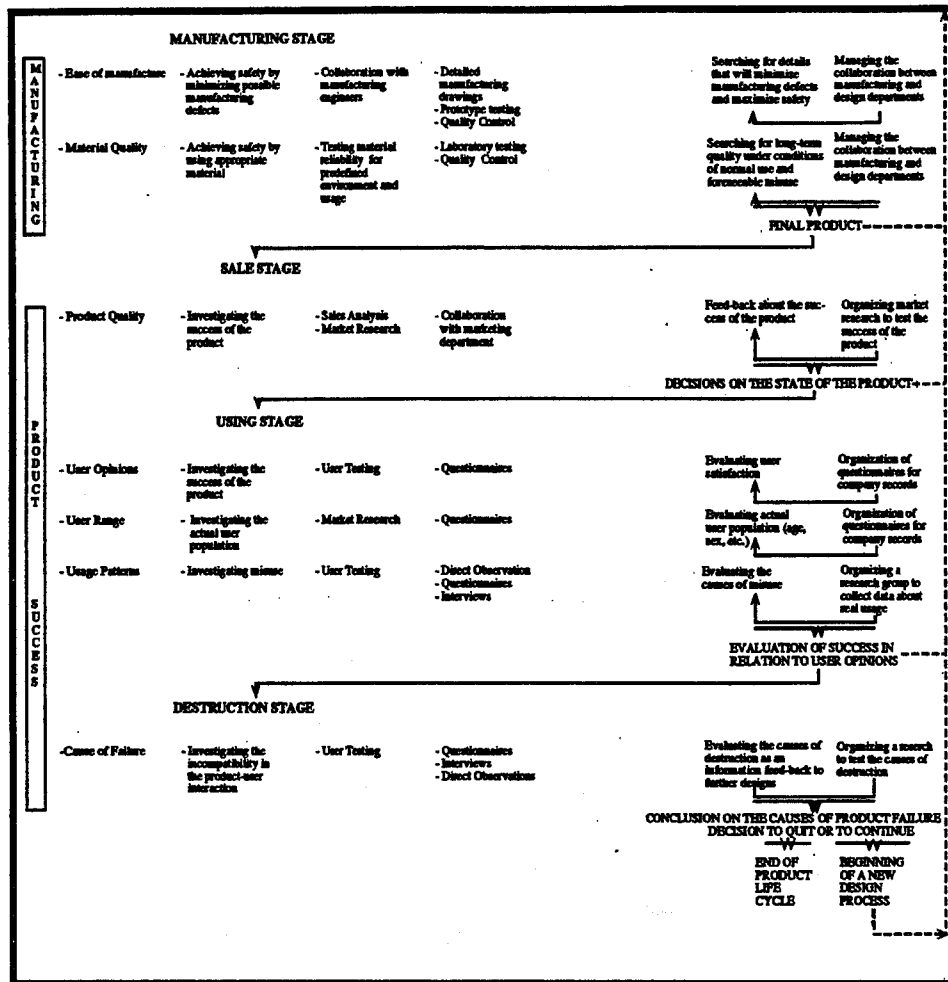 MANUFACTURING STAGE
MANUFACTURING
- Ease of manufacture
- Achieving safety by
minimizing possible
manufacturing
defects
- Collaboration with
manufacturing
engineers
- Detailed
manufacturing
drawings
- Prototype testing
- Quality Control
Searching for details
that will minimise
manufacturing defects
and maximise safety
Managing the
collaboration between
manufacturing and
design departments
- Material Quality
- Achieving safety by
using appropriate
material
- Testing material
reliability for
predefined
environment and
usage
- Laboratory testing
- Quality Control
Searching for long-term
quality under conditions
of normal use and
foreseeable misuse
Managing the
collaboration between
manufacturing and
design departments
FINAL PRODUCT
SALE STAGE
PRODUCT SUCCESS
- Product Quality
- Investigating the
success of the
product
- Sales Analysis
- Market Research
- Collaboration
with marketing
department
Feed-back about the suc-
cess of the product
Organizing market
research to test the
success of the
product
DECISIONS ON THE STATE OF THE PRODUCT
USING STAGE
- User Opinions
- Investigating the
success of the
product
- User Testing
- Questionnaires
Evaluating user
satisfaction
Organization of
questionnaires for
company records
- User Range
- Investigating the
actual user
population
- Market Research
- Questionnaires
Evaluating actual
user population (age,
sex, etc.)
Organization of
questionnaires for
company records
- Usage Patterns
- Investigating misuse
- User Testing
- Direct Observation
- Questionnaires
- Interviews
Evaluating the
causes of misuse
Organizing a
research group to
collect data about
real usage
EVALUATION OF SUCCESS IN
RELATION TO USER OPINIONS
DESTRUCTION STAGE
-Cause of Failure
- Investigating the
incompatibility in
the product-user
interaction
- User Testing
- Questionnaires
- Interviews
- Direct Observations
Evaluating the causes of
destruction as an
information feed-back to
further designs
Organizing a search
to test the causes of
destruction
CONCLUSION ON THE CAUSES OF PRODUCT FAILURE
DECISION TO QUIT OR TO CONTINUE
END OF
PRODUCT
LIFE
CYCLE
BEGINNING
OF A NEW
DESIGN
PROCESS